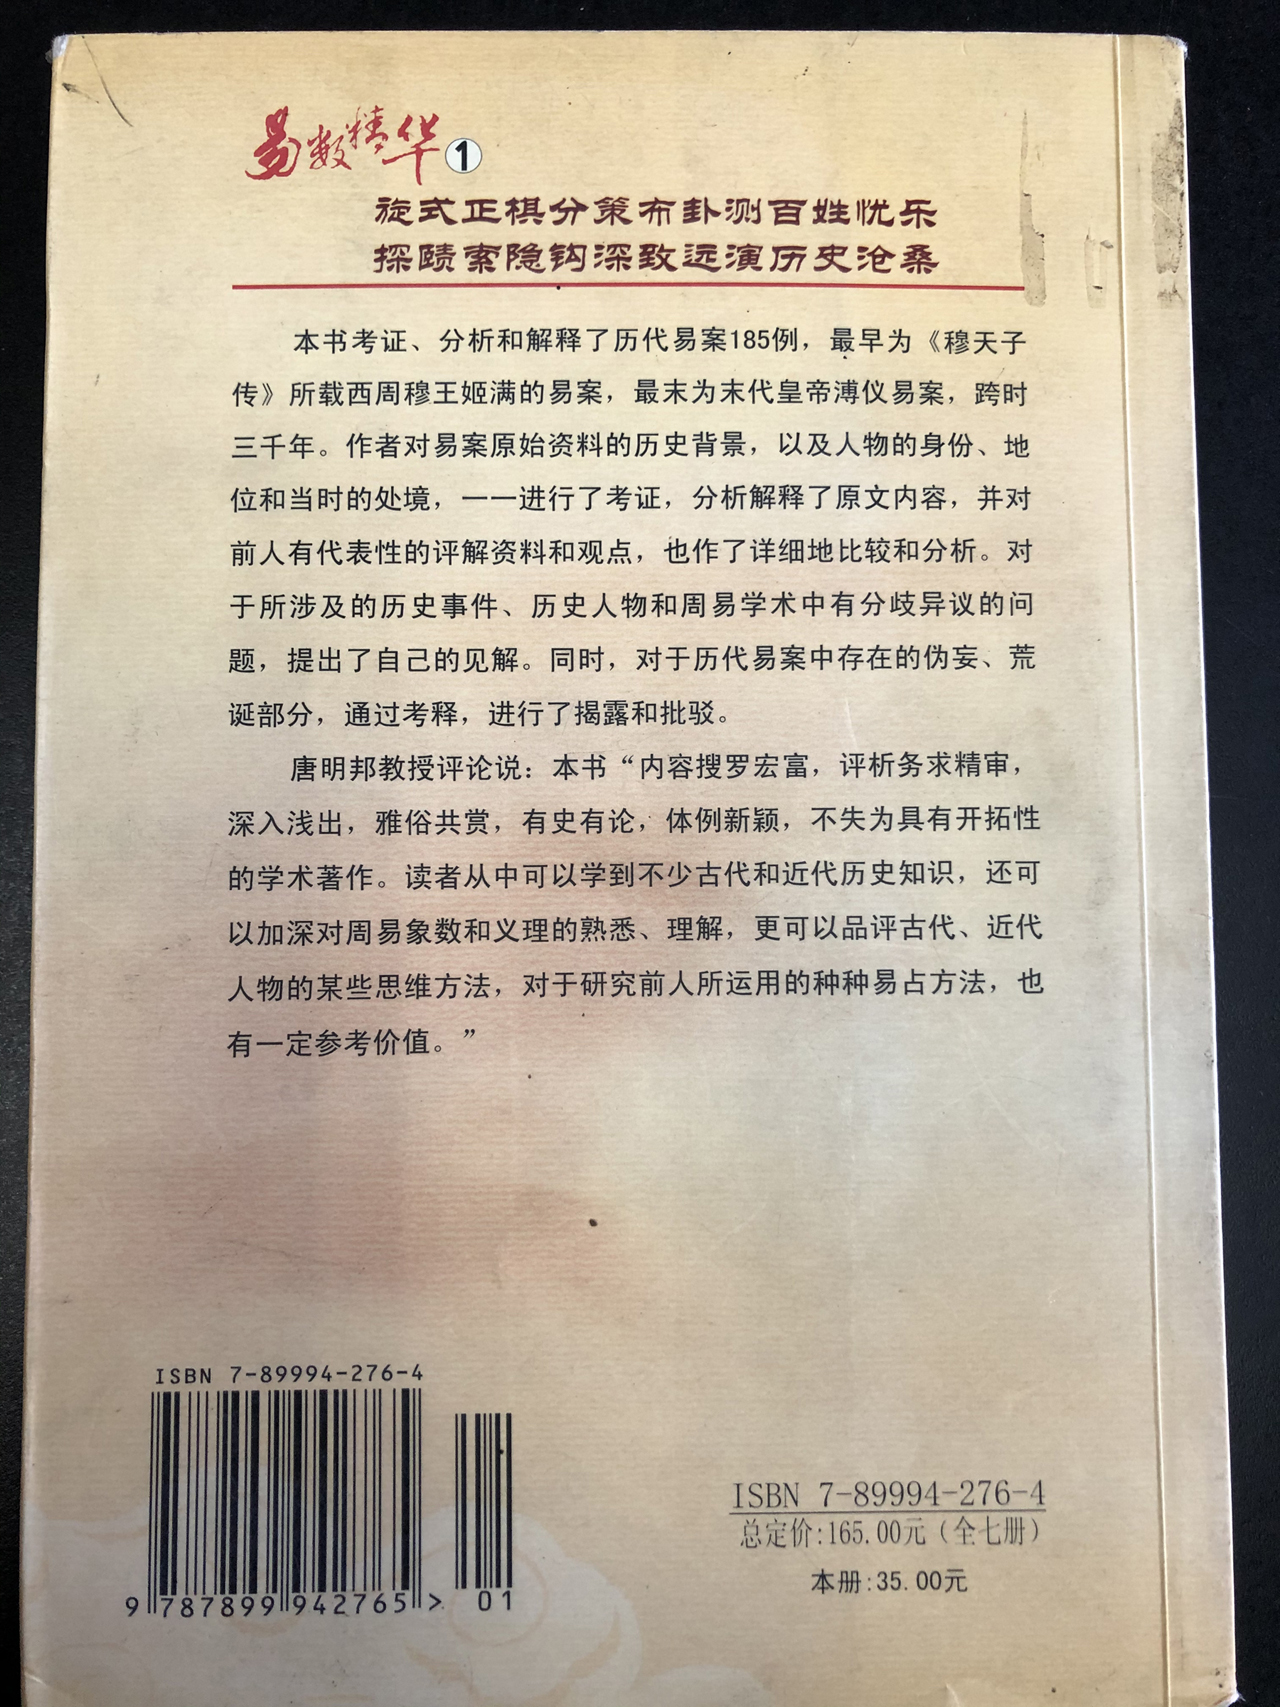 易数精华①
旋式正棋分策布卦测百姓忧乐
探赜索隐钩深致远演历史沧桑
本书考证、分析和解释了历代易案185例，最早为《穆天子
传》所载西周穆王姬满的易案，最末为末代皇帝溥仪易案，跨时
三千年。作者对易案原始资料的历史背景，以及人物的身份、地
位和当时的处境，一一进行了考证，分析解释了原文内容，并对
前人有代表性的评解资料和观点，也作了详细地比较和分析。对
于所涉及的历史事件、历史人物和周易学术中有分歧异议的问
题，提出了自己的见解。同时，对于历代易案中存在的伪妄、荒
诞部分，通过考释，进行了揭露和批驳。
唐明邦教授评论说：本书“内容搜罗宏富，评析务求精审，
深入浅出，雅俗共赏，有史有论，体例新颖，不失为具有开拓性
的学术著作。读者从中可以学到不少古代和近代历史知识，还可
以加深对周易象数和义理的熟悉、理解，更可以品评古代、近代
人物的某些思维方法，对于研究前人所运用的种种易占方法，也
有一定参考价值。”
ISBN 7-89994-276-4
9 787899 942765 > 01
ISBN 7-89994-276-4
总定价:165.00元（全七册）
本册:35.00元